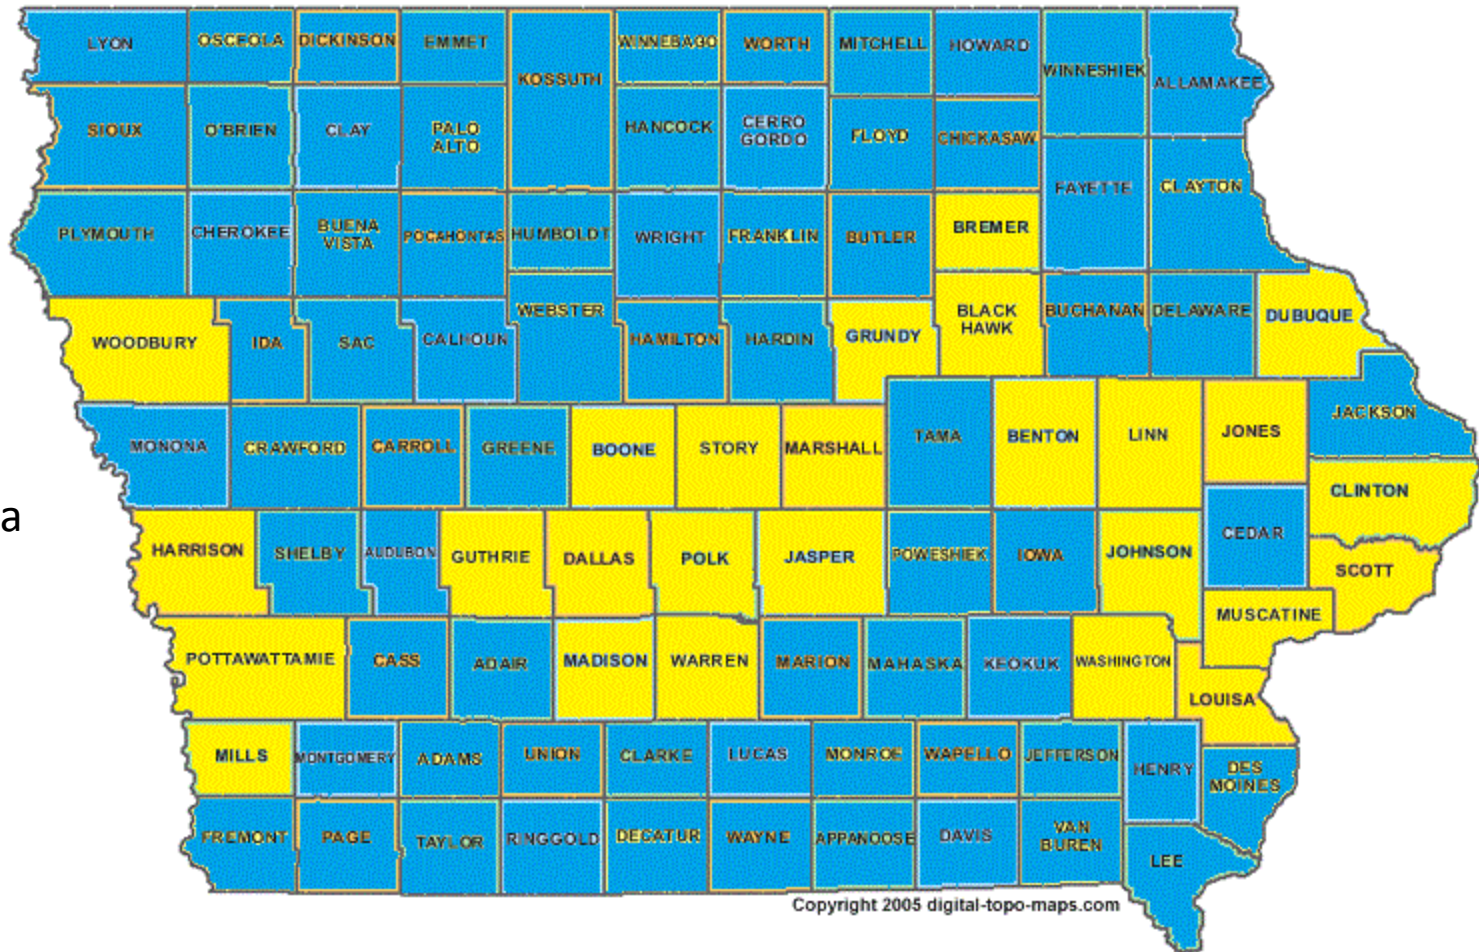 LYON
OSCEOLA
DICKINSON
EMMET
KOSSUTH
WINNEBAGO
WORTH
MITCHELL
HOWARD
WINNESHIEK
ALLAMAKEE
SIOUX
O'BRIEN
CLAY
PALO
ALTO
HANCOCK
CERRO
GORDO
FLOYD
CHICKASAW
FAYETTE
CLAYTON
PLYMOUTH
CHEROKEE
BUENA
VISTA
POCAHONTAS
HUMBOLDT
WRIGHT
FRANKLIN
BUTLER
BREMER
WOODBURY
IDA
SAC
CALHOUN
WEBSTER
HAMILTON
HARDIN
GRUNDY
BLACK
HAWK
BUCHANAN
DELAWARE
DUBUQUE
MONONA
CRAWFORD
CARROLL
GREENE
BOONE
STORY
MARSHALL
TAMA
BENTON
LINN
JONES
JACKSON
CLINTON
a
HARRISON
SHELBY
AUDUBON
GUTHRIE
DALLAS
POLK
JASPER
POWESHIEK
IOWA
JOHNSON
CEDAR
SCOTT
MUSCATINE
POTTAWATTAMIE
CASS
ADAIR
MADISON
WARREN
MARION
MAHASKA
KEOKUK
WASHINGTON
LOUISA
MILLS
MONTGOMERY
ADAMS
UNION
CLARKE
LUCAS
MONROE
WAPELLO
JEFFERSON
HENRY
DES
MOINES
FREMONT
PAGE
TAYLOR
RINGGOLD
DECATUR
WAYNE
APPANOOSE
DAVIS
VAN
BUREN
LEE
Copyright 2005 digital-topo-maps.com